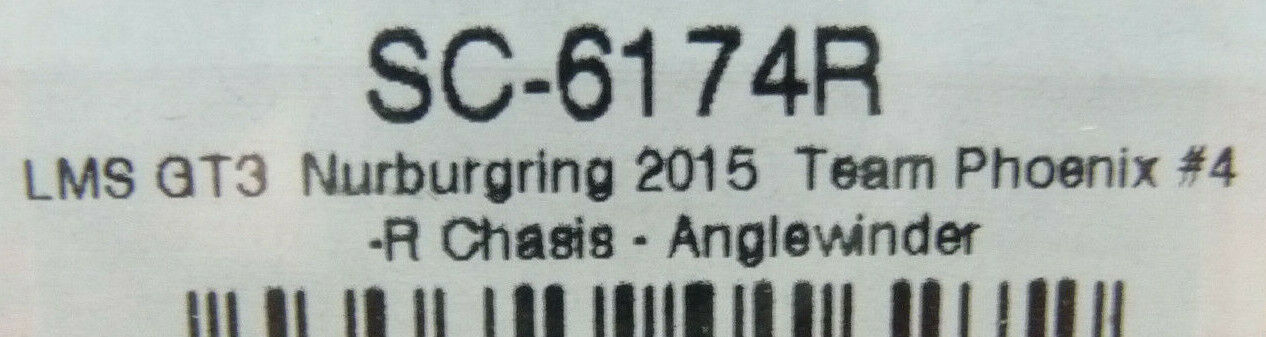 SC-6174R
LMS GT3 Nurburgring 2015 Team Phoenix #4
-R Chasis - Anglewinder